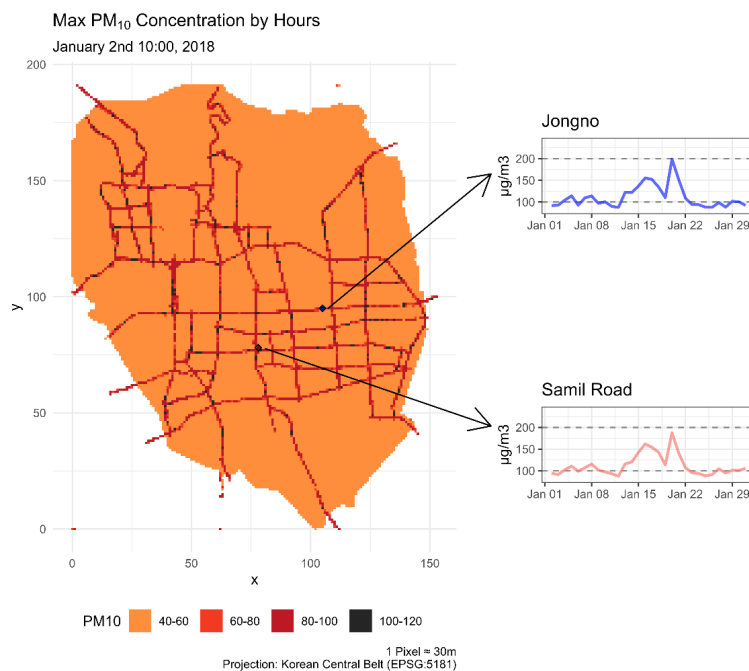 Max PM₁₀ Concentration by Hours
January 2nd 10:00, 2018
200
150
100
50
0
y
0
50
100
150
x
Jongno
µg/m3
200
150
100
Jan 01
Jan 08
Jan 15
Jan 22
Jan 29
Samil Road
µg/m3
200
150
100
Jan 01
Jan 08
Jan 15
Jan 22
Jan 29
PM10
40-60
60-80
80-100
100-120
1 Pixel ≈ 30m
Projection: Korean Central Belt (EPSG:5181)